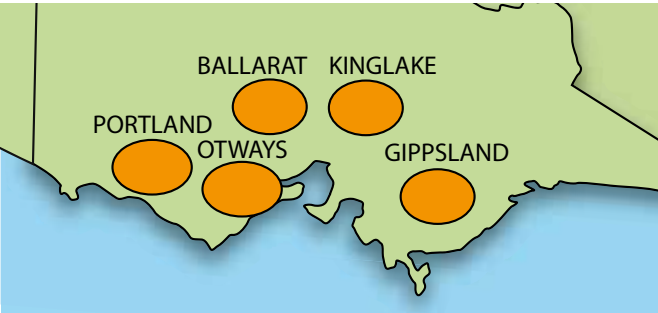 BALLARAT
KINGLAKE
PORTLAND
OTWAYS
GIPPSLAND